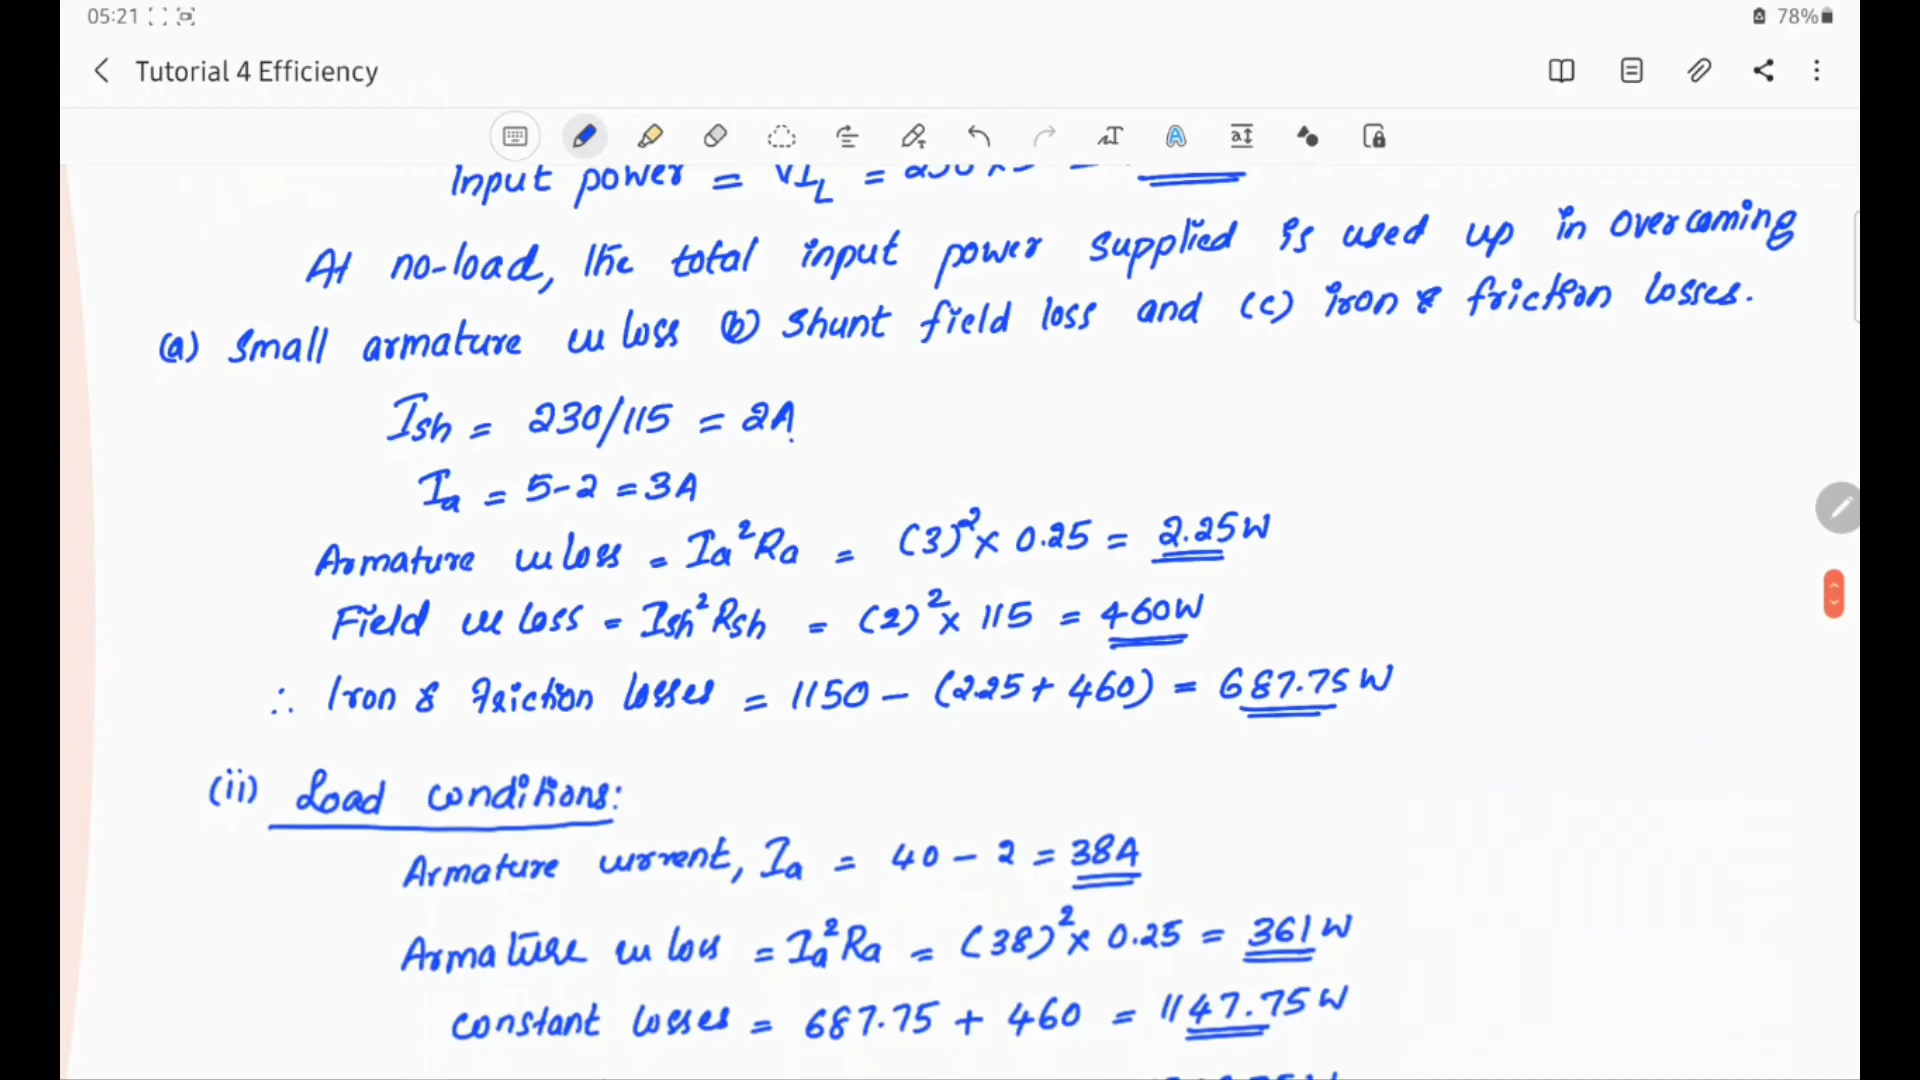 05:21
78%
Tutorial 4 Efficiency
Input power = VIL =
At no-load, the total input power supplied is used up in overcoming
(a) Small armature cu loss (b) Shunt field loss and (c) iron & friction losses.
Ish = 230/115 = 2A
Ia = 5-2 = 3A
Armature cu loss = Ia²Ra = (3)² x 0.25 = 2.25W
Field cu loss = Ish²Rsh = (2)² x 115 = 460W
∴ Iron & Friction losses = 1150 - (2.25 + 460) = 687.75 W
(ii) Load conditions:
Armature current, Ia = 40 - 2 = 38A
Armature cu loss = Ia²Ra = (38)² x 0.25 = 361 W
constant losses = 687.75 + 460 = 1147.75 W